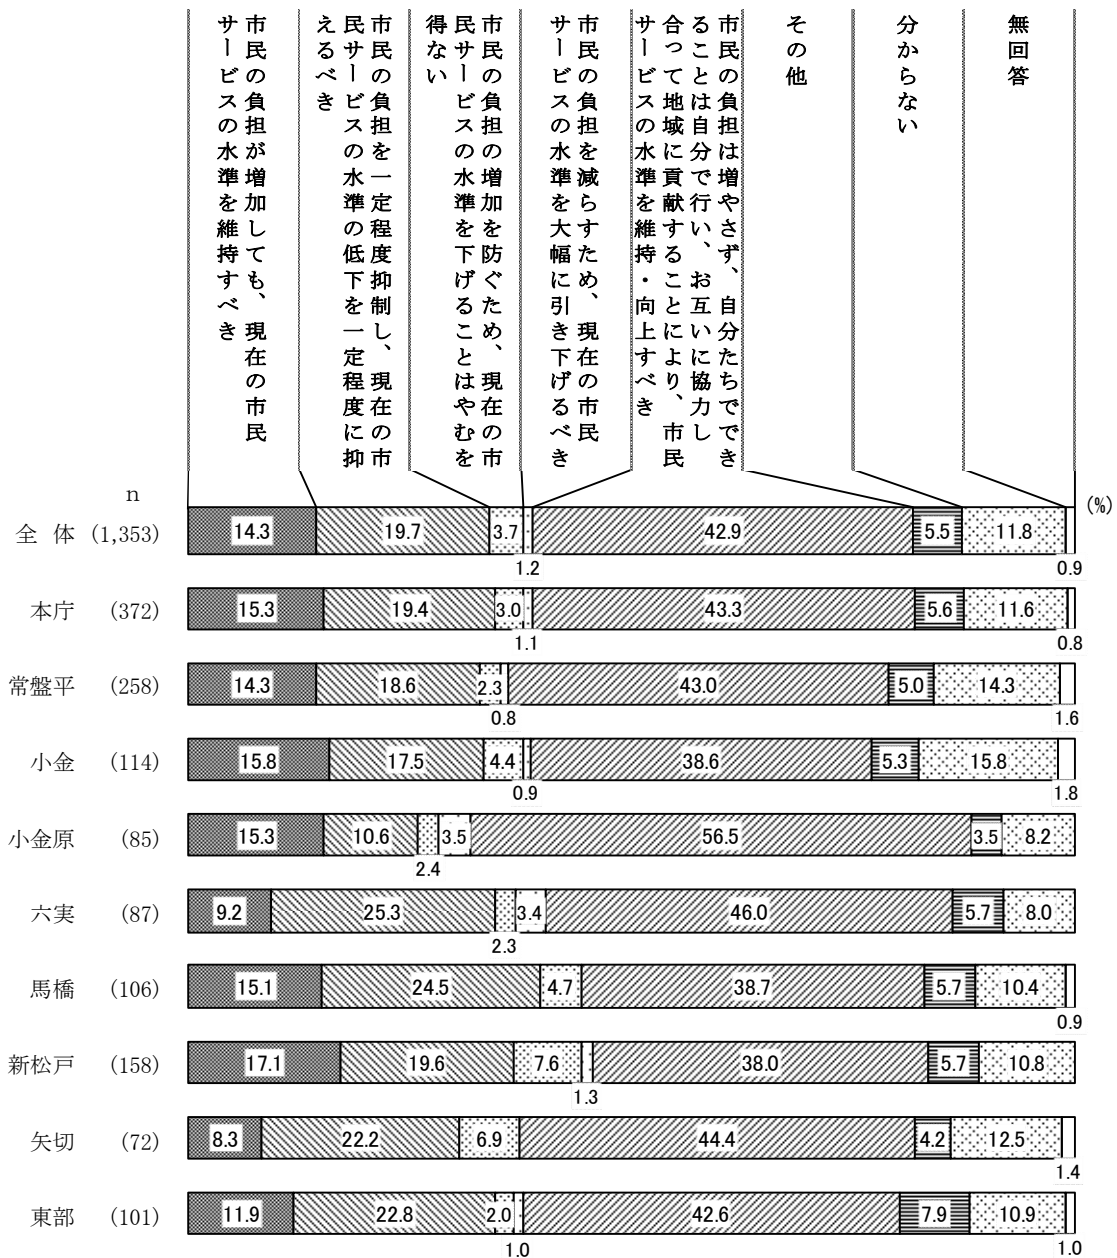 市民の負担が増加しても、現在の市民
サービスの水準を維持すべき
市民の負担を一定程度抑制し、現在の市
民サービスの水準の低下を一定程度に抑
えるべき
市民の負担の増加を防ぐため、現在の市
民サービスの水準を下げることはやむを
得ない
市民の負担を減らすため、現在の市民
サービスの水準を大幅に引き下げるべき
市民の負担は増やさず、自分たちででき
ることは自分で行い、お互いに協力し
合って地域に貢献することにより、市民
サービスの水準を維持・向上すべき
その他
分からない
無回答
n
(%)
全 体 (1,353) 14.3 19.7 3.7 42.9 5.5 11.8
1.2 0.9
本庁 (372) 15.3 19.4 3.0 43.3 5.6 11.6
1.1 0.8
常盤平 (258) 14.3 18.6 2.3 43.0 5.0 14.3
0.8 1.6
小金 (114) 15.8 17.5 4.4 38.6 5.3 15.8
0.9 1.8
小金原 (85) 15.3 10.6 3.5 56.5 3.5 8.2
2.4
六実 (87) 9.2 25.3 3.4 46.0 5.7 8.0
2.3
馬橋 (106) 15.1 24.5 4.7 38.7 5.7 10.4
0.9
新松戸 (158) 17.1 19.6 7.6 38.0 5.7 10.8
1.3
矢切 (72) 8.3 22.2 6.9 44.4 4.2 12.5
1.4
東部 (101) 11.9 22.8 2.0 42.6 7.9 10.9
1.0 1.0